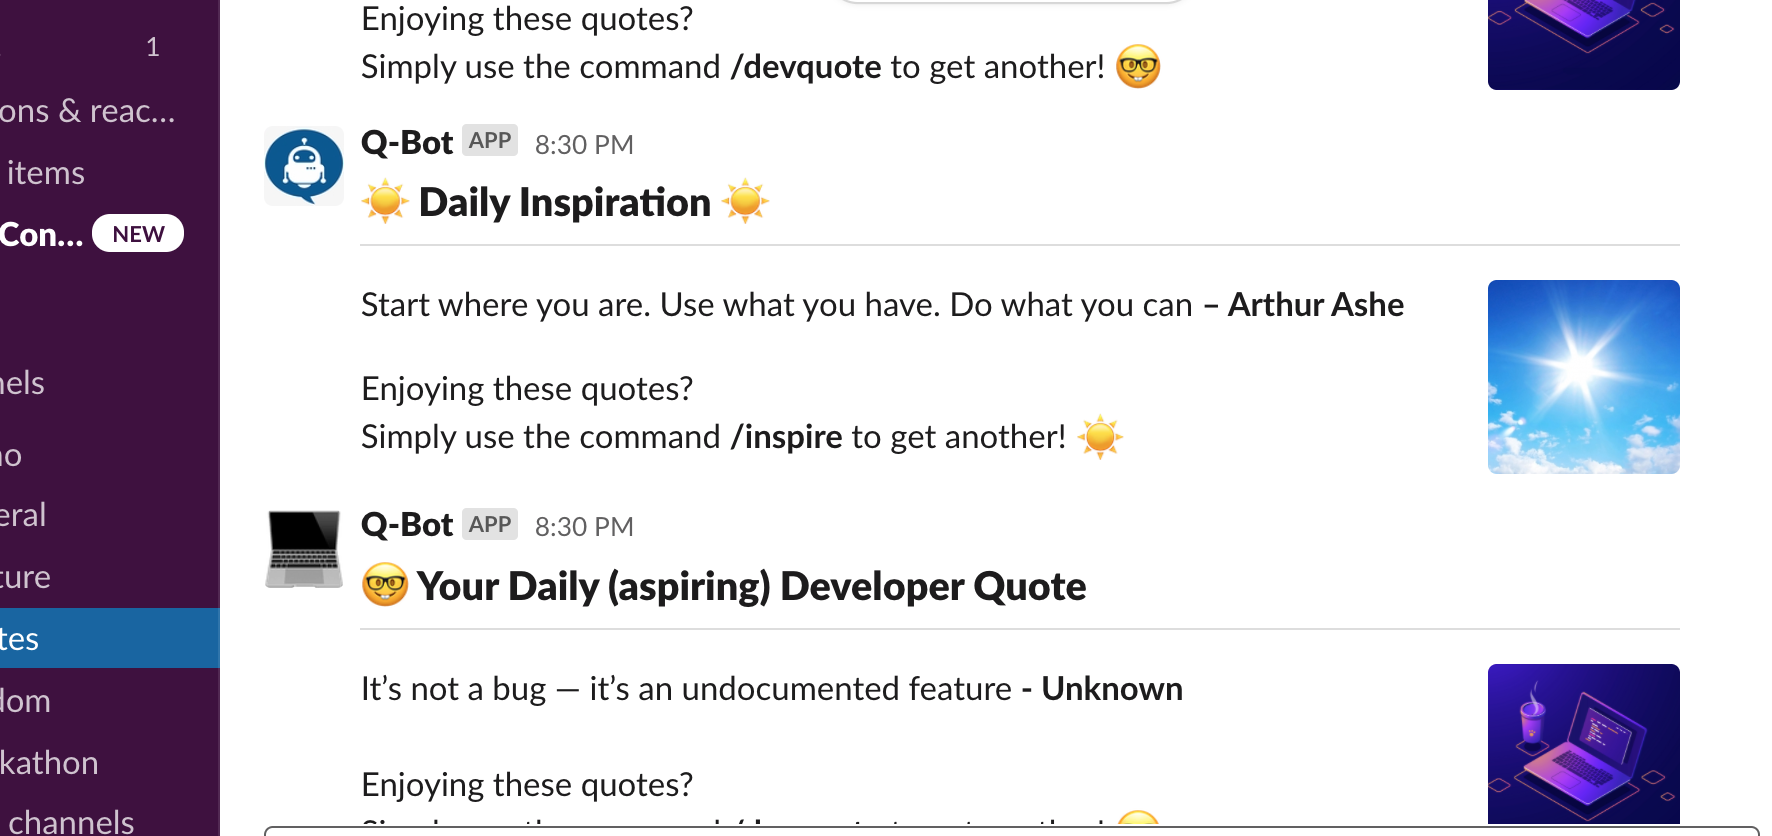 1
ons & reac...
items
Con... NEW
nels
no
eral
ture
tes
dom
kathon
channels
Enjoying these quotes?
Simply use the command /devquote to get another! 🤓
Q-Bot APP 8:30 PM
☀️ Daily Inspiration ☀️
Start where you are. Use what you have. Do what you can – Arthur Ashe
Enjoying these quotes?
Simply use the command /inspire to get another! ☀️
Q-Bot APP 8:30 PM
🤓 Your Daily (aspiring) Developer Quote
It’s not a bug — it’s an undocumented feature - Unknown
Enjoying these quotes?